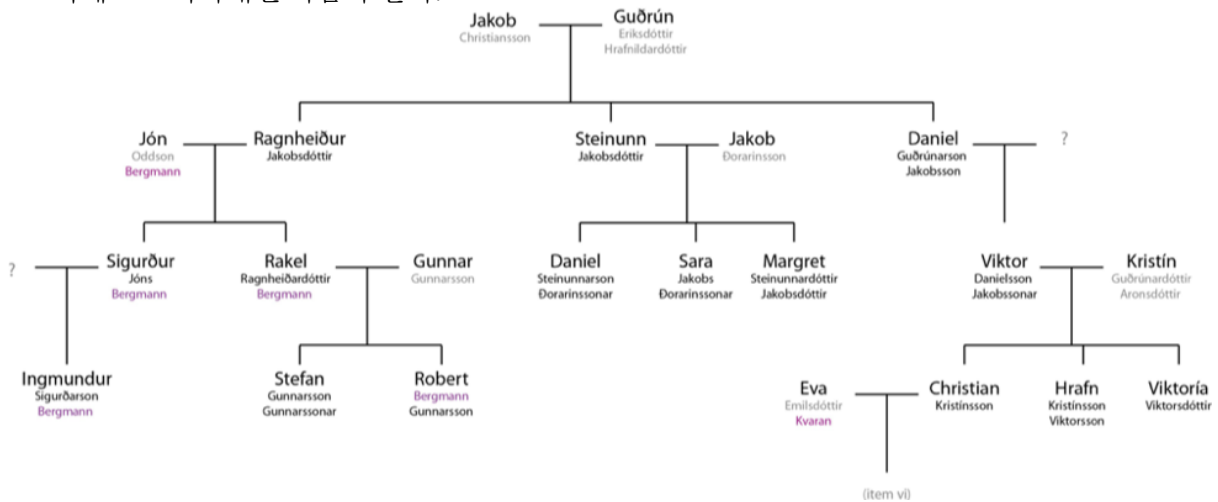 Jakob
Christiansson
Guðrún
Eriksdóttir
Hrafnildardóttir
Jón
Oddson
Bergmann
Ragnheiður
Jakobsdóttir
Steinunn
Jakobsdóttir
Jakob
Ðorarinsson
Daniel
Guðrúnarson
Jakobsson
?
?
Sigurður
Jóns
Bergmann
Rakel
Ragnheiðardóttir
Bergmann
Gunnar
Gunnarsson
Daniel
Steinunnarson
Ðorarinssonar
Sara
Jakobs
Ðorarinssonar
Margret
Steinunnardóttir
Jakobsdóttir
Viktor
Danielsson
Jakobssonar
Kristín
Guðrúnardóttir
Aronsdóttir
Ingmundur
Sigurðarson
Bergmann
Stefan
Gunnarsson
Gunnarssonar
Robert
Bergmann
Gunnarsson
Eva
Emilsdóttir
Kvaran
Christian
Kristínsson
Hrafn
Kristínsson
Viktorsson
Viktoría
Viktorsdóttir
(item vi)